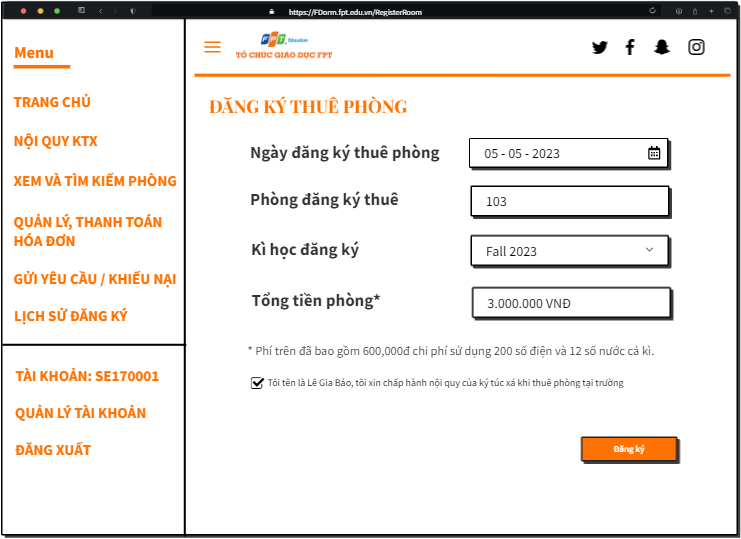 https://FDorm.fpt.edu.vn/RegisterRoom
Menu
TRANG CHỦ
NỘI QUY KTX
XEM VÀ TÌM KIẾM PHÒNG
QUẢN LÝ, THANH TOÁN
HÓA ĐƠN
GỬI YÊU CẦU / KHIẾU NẠI
LỊCH SỬ ĐĂNG KÝ
TÀI KHOẢN: SE170001
QUẢN LÝ TÀI KHOẢN
ĐĂNG XUẤT
FPT. Education
TỔ CHỨC GIÁO DỤC FPT
ĐĂNG KÝ THUÊ PHÒNG
Ngày đăng ký thuê phòng
05 - 05 - 2023
Phòng đăng ký thuê
103
Kì học đăng ký
Fall 2023
Tổng tiền phòng*
3.000.000 VNĐ
* Phí trên đã bao gồm 600,000đ chi phí sử dụng 200 số điện và 12 số nước cả kì.
Tôi tên là Lê Gia Bảo, tôi xin chấp hành nội quy của ký túc xá khi thuê phòng tại trường
Đăng ký